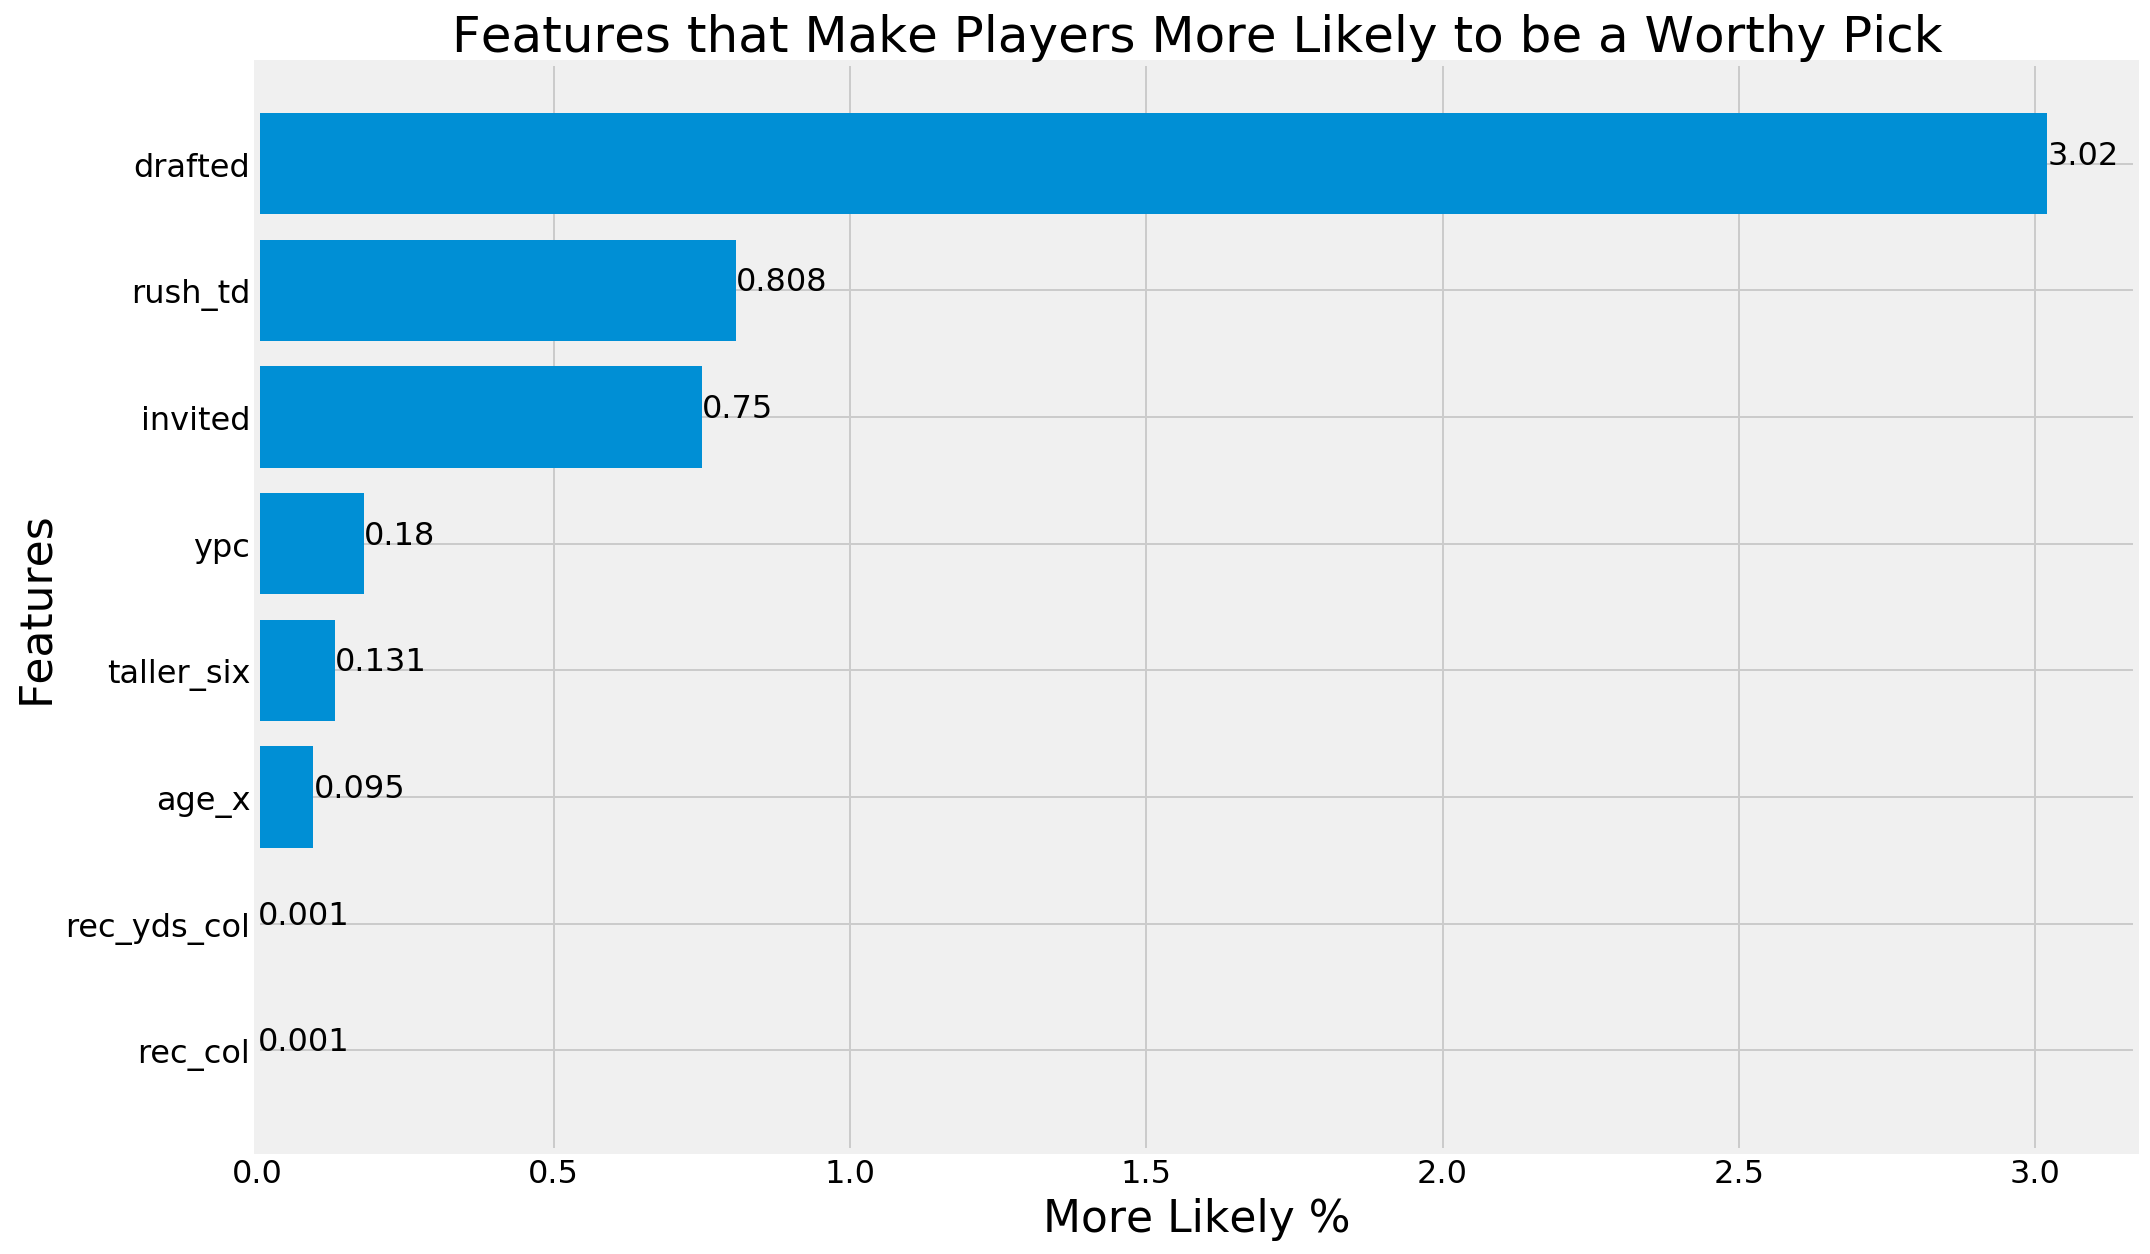 Features that Make Players More Likely to be a Worthy Pick
Features
drafted
3.02
rush_td
0.808
invited
0.75
ypc
0.18
taller_six
0.131
age_x
0.095
rec_yds_col
0.001
rec_col
0.001
0.0 0.5 1.0 1.5 2.0 2.5 3.0
More Likely %